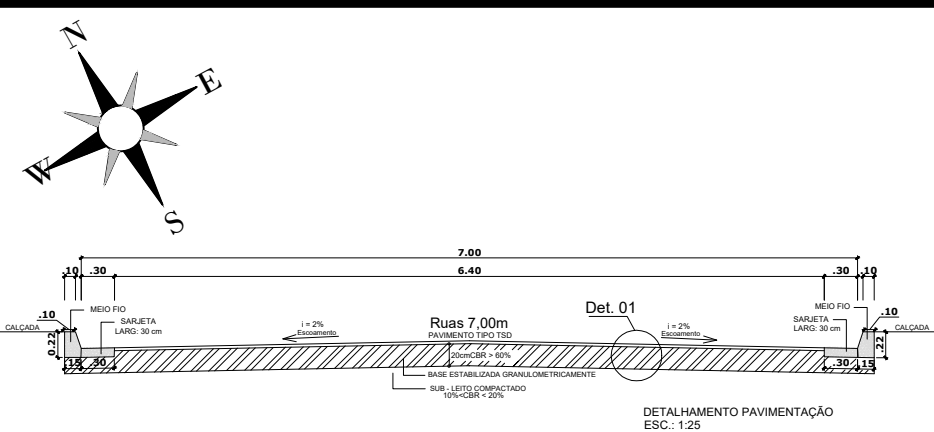 N
E
W
S
7.00
.10 .30 6.40 .30 .10
MEIO FIO
MEIO FIO
.10
.10
CALÇADA
CALÇADA
SARJETA
LARG: 30 cm
SARJETA
LARG: 30 cm
0.22
0.22
i = 2%
Escoamento
i = 2%
Escoamento
Ruas 7,00m
PAVIMENTO TIPO TSD
Det. 01
20cmCBR > 60%
.15 .30
.30 .15
BASE ESTABILIZADA GRANULOMETRICAMENTE
SUB - LEITO COMPACTADO
10%<CBR < 20%
DETALHAMENTO PAVIMENTAÇÃO
ESC.: 1:25